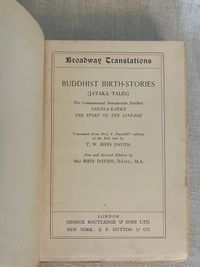 Broadway Translations
BUDDHIST BIRTH-STORIES
(JATAKA TALES)
The Commentarial Introduction Entitled
NIDĀNA-KATHĀ
THE STORY OF THE LINEAGE
Translated from Prof. V. Fausböll's edition
of the Pali text by
T. W. RHYS DAVIDS
New and Revised Edition by
Mrs RHYS DAVIDS, D.Litt., M.A.
LONDON
GEORGE ROUTLEDGE & SONS LTD.
NEW YORK: E. P. DUTTON & CO.